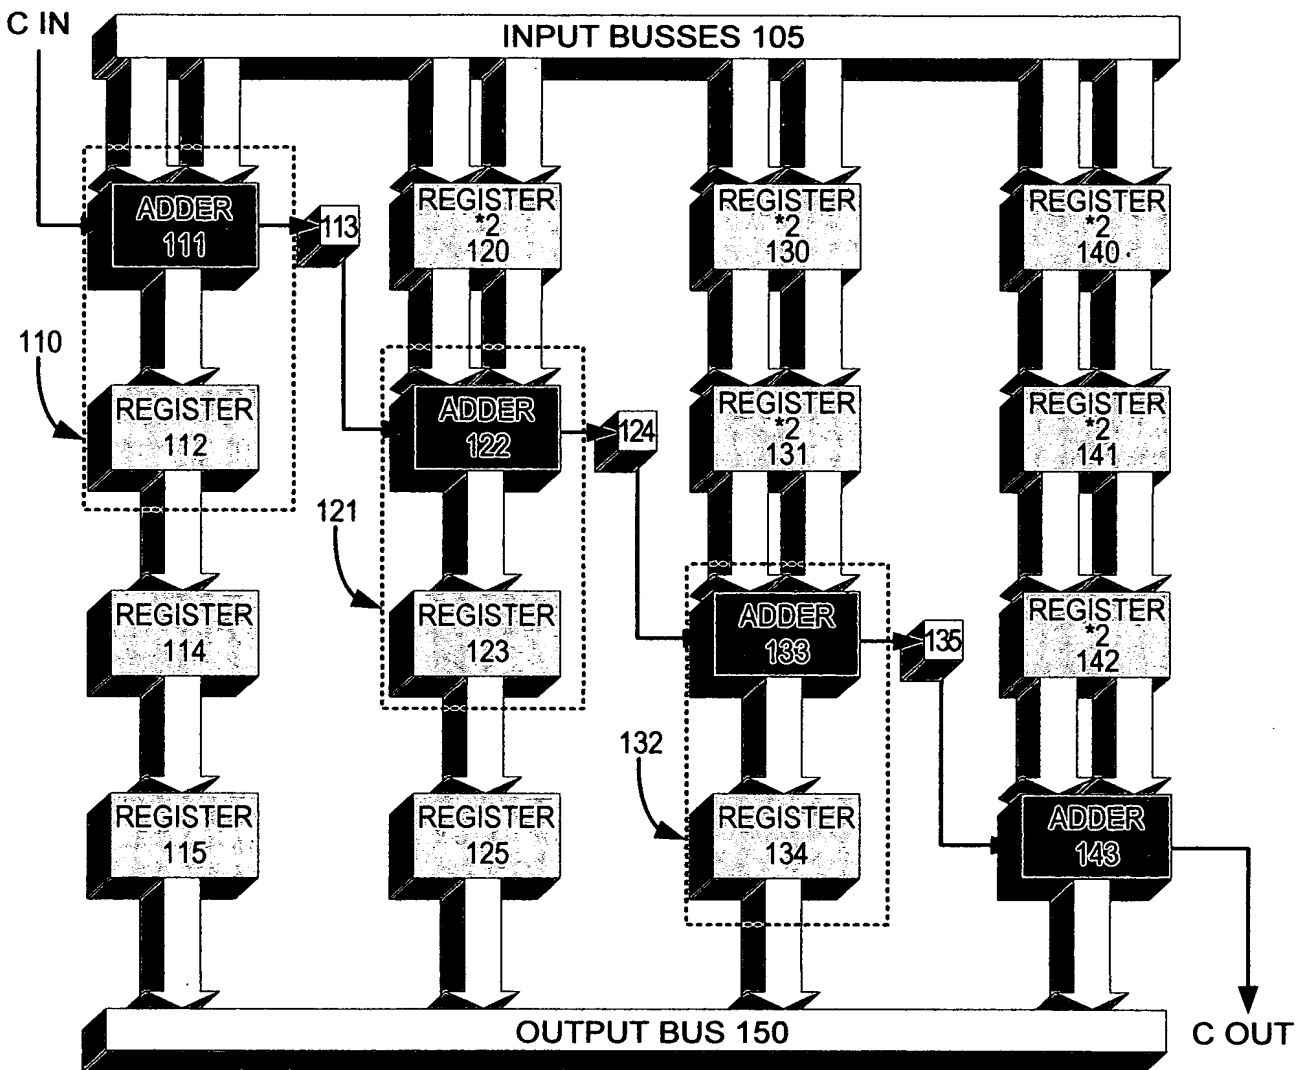 C IN
INPUT BUSSES 105
ADDER
111
113
REGISTER
*2
120
REGISTER
*2
130
REGISTER
*2
140
110
REGISTER
112
ADDER
122
124
REGISTER
*2
131
REGISTER
*2
141
121
REGISTER
114
REGISTER
123
ADDER
133
135
REGISTER
*2
142
132
REGISTER
115
REGISTER
125
REGISTER
134
ADDER
143
OUTPUT BUS 150
C OUT